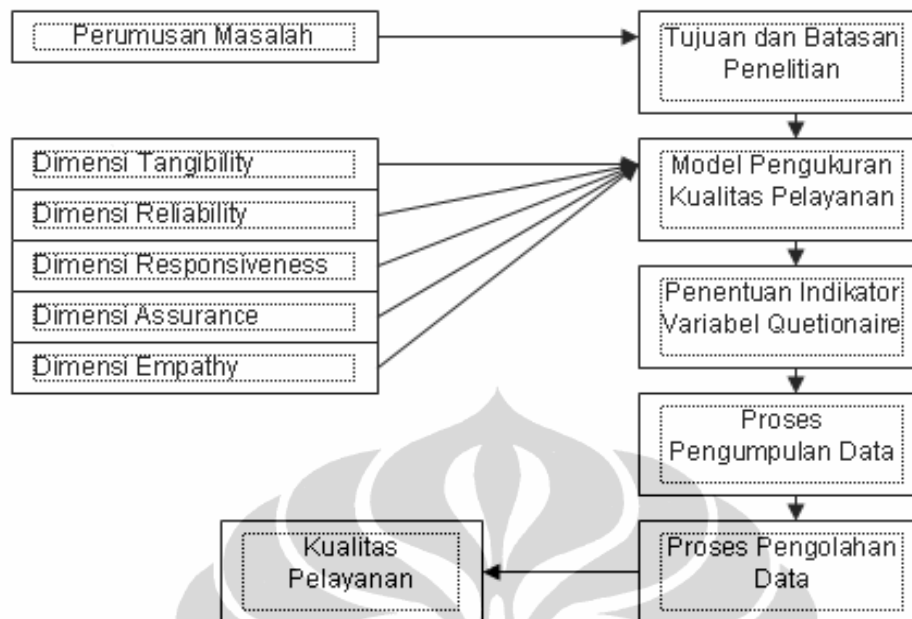 Perumusan Masalah
Tujuan dan Batasan
Penelitian
Dimensi Tangibility
Dimensi Reliability
Dimensi Responsiveness
Dimensi Assurance
Dimensi Empathy
Model Pengukuran
Kualitas Pelayanan
Penentuan Indikator
Variabel Quetionaire
Proses
Pengumpulan Data
Proses Pengolahan
Data
Kualitas
Pelayanan